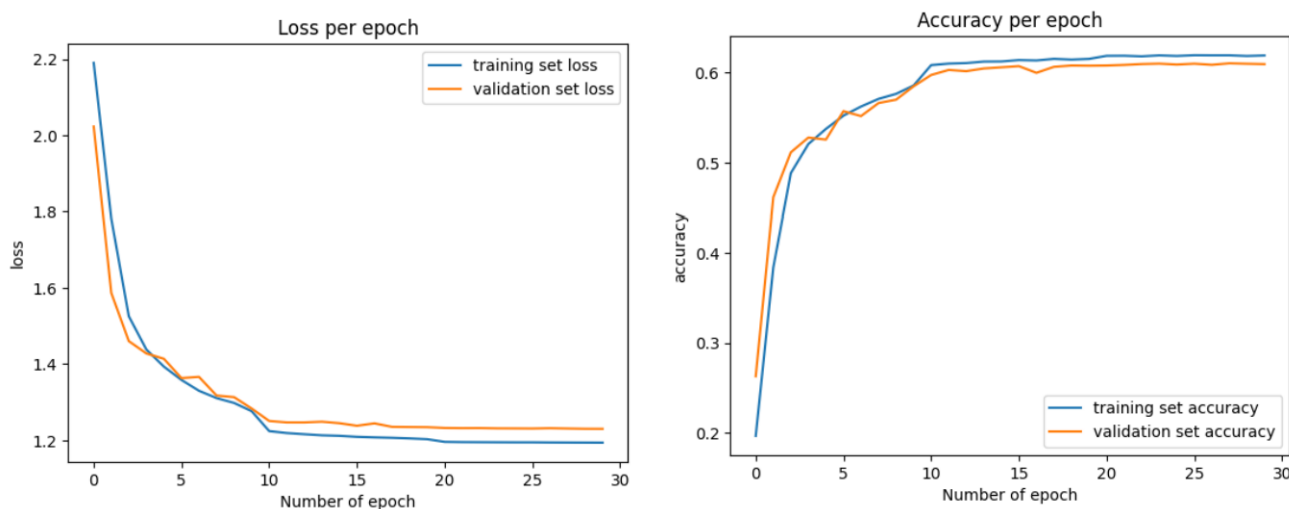 Loss per epoch
2.2
2.0
1.8
1.6
1.4
1.2
loss
training set loss
validation set loss
0
5
10
15
20
25
30
Number of epoch
Accuracy per epoch
0.6
0.5
0.4
0.3
0.2
accuracy
training set accuracy
validation set accuracy
0
5
10
15
20
25
30
Number of epoch